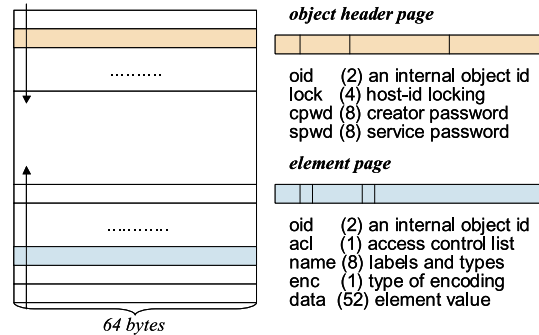 object header page
..........
oid (2) an internal object id
lock (4) host-id locking
cpwd (8) creator password
spwd (8) service password
element page
............
oid (2) an internal object id
acl (1) access control list
name (8) labels and types
enc (1) type of encoding
data (52) element value
64 bytes